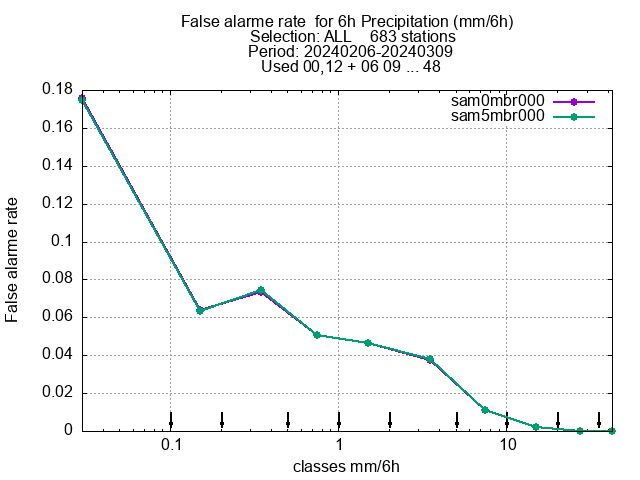 False alarme rate  for 6h Precipitation (mm/6h)
Selection: ALL    683 stations
Period: 20240206-20240309
Used 00,12 + 06 09 ... 48
sam0mbr000
sam5mbr000
0.18
0.16
0.14
0.12
0.1
0.08
0.06
0.04
0.02
0
False alarme rate
0.1 1 10
classes mm/6h